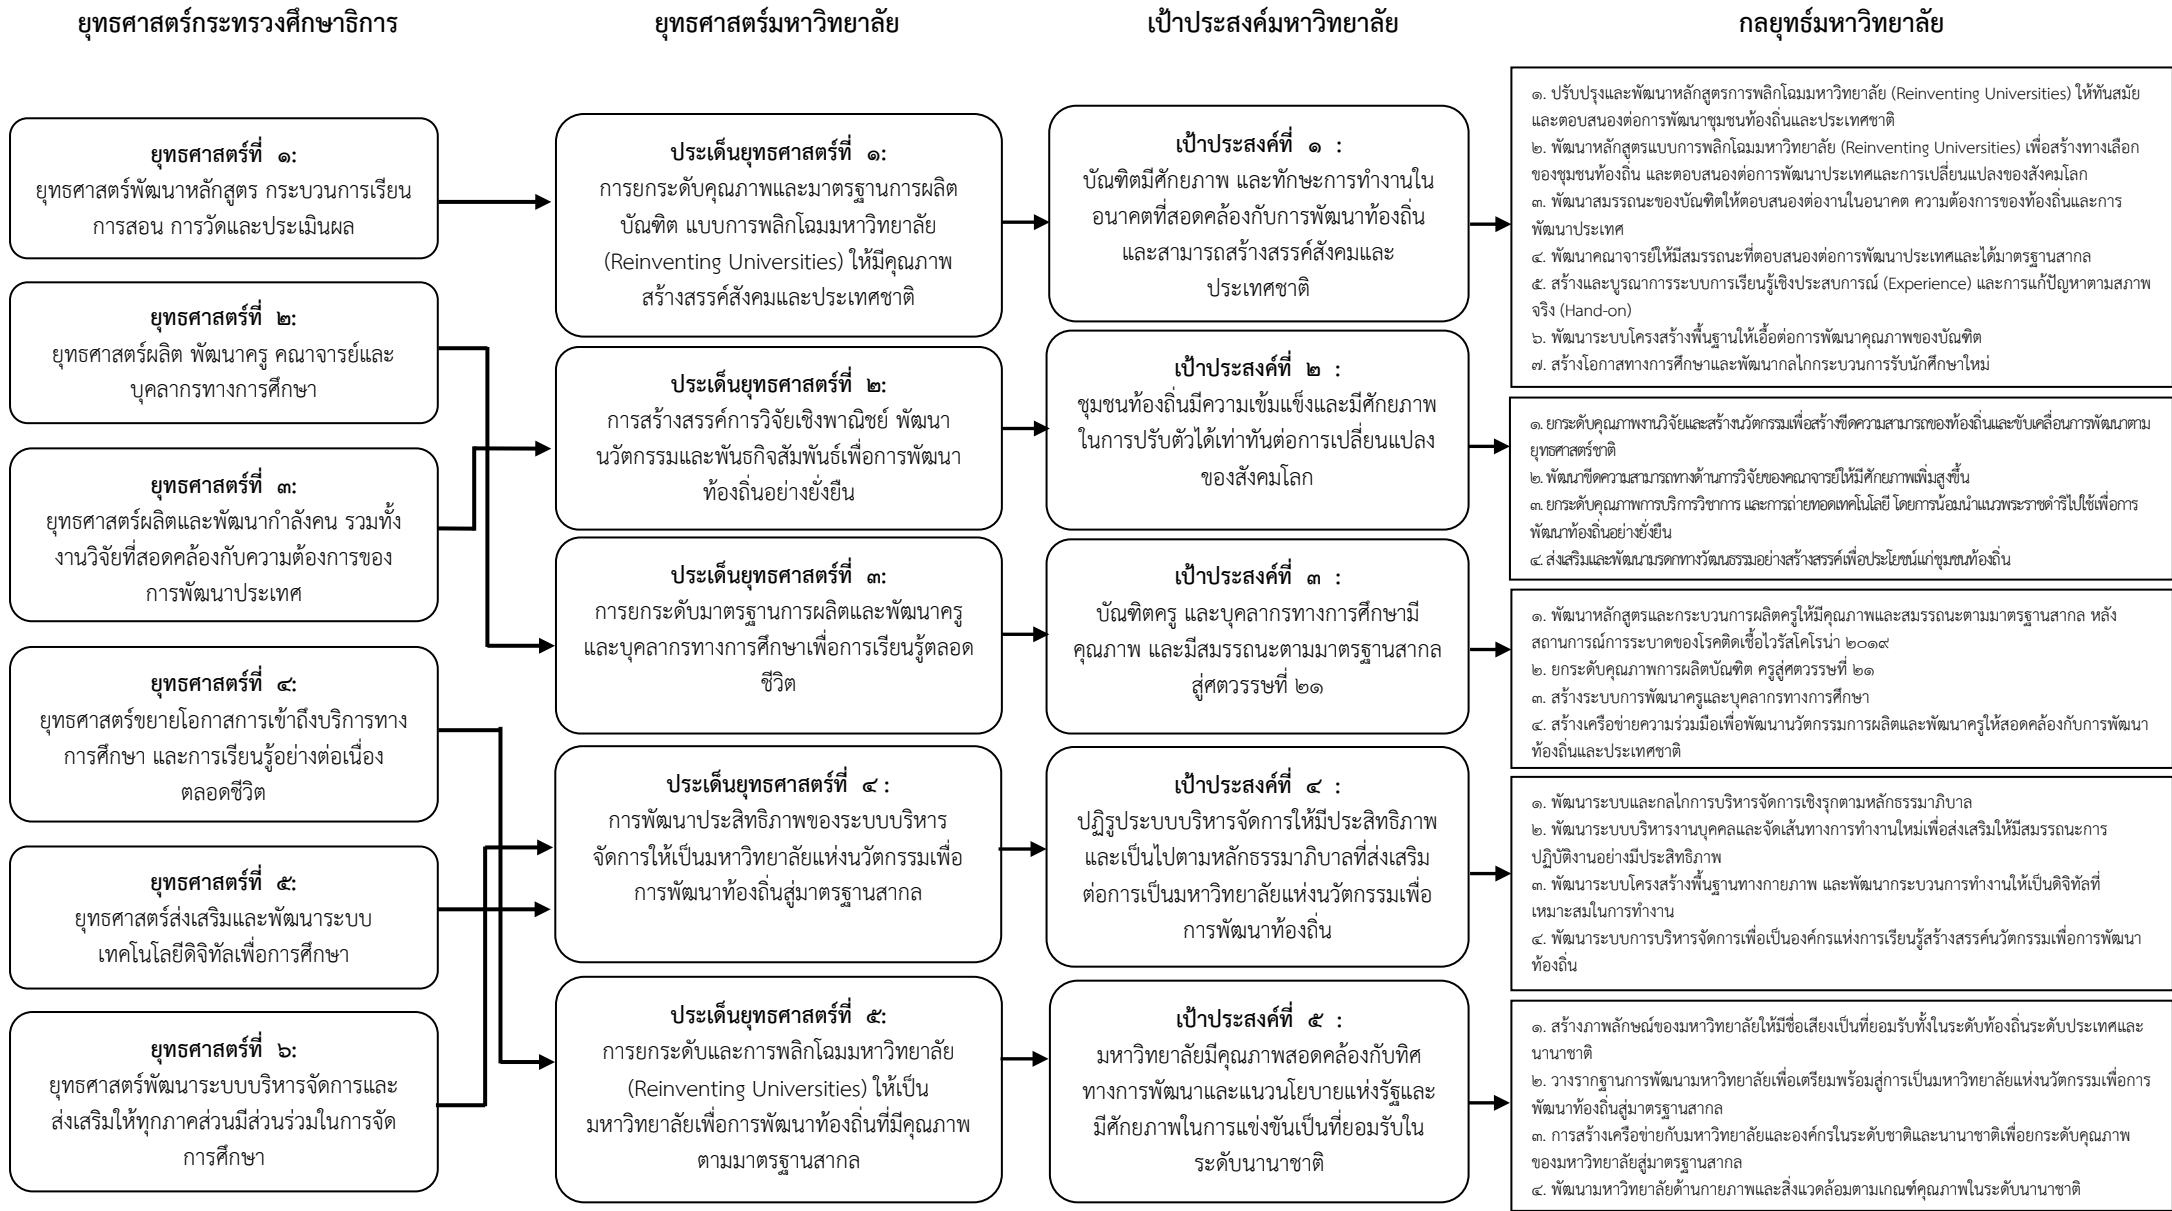 ยุทธศาสตร์กระทรวงศึกษาธิการ
ยุทธศาสตร์มหาวิทยาลัย
เป้าประสงค์มหาวิทยาลัย
กลยุทธ์มหาวิทยาลัย
ยุทธศาสตร์ที่ ๑:
ยุทธศาสตร์พัฒนาหลักสูตร กระบวนการเรียน
การสอน การวัดและประเมินผล
ยุทธศาสตร์ที่ ๒:
ยุทธศาสตร์ผลิต พัฒนาครู คณาจารย์และ
บุคลากรทางการศึกษา
ยุทธศาสตร์ที่ ๓:
ยุทธศาสตร์ผลิตและพัฒนากำลังคน รวมทั้ง
งานวิจัยที่สอดคล้องกับความต้องการของ
การพัฒนาประเทศ
ยุทธศาสตร์ที่ ๔:
ยุทธศาสตร์ขยายโอกาสการเข้าถึงบริการทาง
การศึกษา และการเรียนรู้อย่างต่อเนื่อง
ตลอดชีวิต
ยุทธศาสตร์ที่ ๕:
ยุทธศาสตร์ส่งเสริมและพัฒนาระบบ
เทคโนโลยีดิจิทัลเพื่อการศึกษา
ยุทธศาสตร์ที่ ๖:
ยุทธศาสตร์พัฒนาระบบบริหารจัดการและ
ส่งเสริมให้ทุกภาคส่วนมีส่วนร่วมในการจัด
การศึกษา
ประเด็นยุทธศาสตร์ที่ ๑:
การยกระดับคุณภาพและมาตรฐานการผลิต
บัณฑิต แบบการพลิกโฉมมหาวิทยาลัย
(Reinventing Universities) ให้มีคุณภาพ
สร้างสรรค์สังคมและประเทศชาติ
ประเด็นยุทธศาสตร์ที่ ๒:
การสร้างสรรค์การวิจัยเชิงพาณิชย์ พัฒนา
นวัตกรรมและพันธกิจสัมพันธ์เพื่อการพัฒนา
ท้องถิ่นอย่างยั่งยืน
ประเด็นยุทธศาสตร์ที่ ๓:
การยกระดับมาตรฐานการผลิตและพัฒนาครู
และบุคลากรทางการศึกษาเพื่อการเรียนรู้ตลอด
ชีวิต
ประเด็นยุทธศาสตร์ที่ ๔ :
การพัฒนาประสิทธิภาพของระบบบริหาร
จัดการให้เป็นมหาวิทยาลัยแห่งนวัตกรรมเพื่อ
การพัฒนาท้องถิ่นสู่มาตรฐานสากล
ประเด็นยุทธศาสตร์ที่ ๕:
การยกระดับและการพลิกโฉมมหาวิทยาลัย
(Reinventing Universities) ให้เป็น
มหาวิทยาลัยเพื่อการพัฒนาท้องถิ่นที่มีคุณภาพ
ตามมาตรฐานสากล
เป้าประสงค์ที่ ๑ :
บัณฑิตมีศักยภาพ และทักษะการทำงานใน
อนาคตที่สอดคล้องกับการพัฒนาท้องถิ่น
และสามารถสร้างสรรค์สังคมและ
ประเทศชาติ
เป้าประสงค์ที่ ๒ :
ชุมชนท้องถิ่นมีความเข้มแข็งและมีศักยภาพ
ในการปรับตัวได้เท่าทันต่อการเปลี่ยนแปลง
ของสังคมโลก
เป้าประสงค์ที่ ๓ :
บัณฑิตครู และบุคลากรทางการศึกษามี
คุณภาพ และมีสมรรถนะตามมาตรฐานสากล
สู่ศตวรรษที่ ๒๑
เป้าประสงค์ที่ ๔ :
ปฏิรูประบบบริหารจัดการให้มีประสิทธิภาพ
และเป็นไปตามหลักธรรมาภิบาลที่ส่งเสริม
ต่อการเป็นมหาวิทยาลัยแห่งนวัตกรรมเพื่อ
การพัฒนาท้องถิ่น
เป้าประสงค์ที่ ๕ :
มหาวิทยาลัยมีคุณภาพสอดคล้องกับทิศ
ทางการพัฒนาและแนวนโยบายแห่งรัฐและ
มีศักยภาพในการแข่งขันเป็นที่ยอมรับใน
ระดับนานาชาติ
๑. ปรับปรุงและพัฒนาหลักสูตรการพลิกโฉมมหาวิทยาลัย (Reinventing Universities) ให้ทันสมัย
และตอบสนองต่อการพัฒนาชุมชนท้องถิ่นและประเทศชาติ
๒. พัฒนาหลักสูตรแบบการพลิกโฉมมหาวิทยาลัย (Reinventing Universities) เพื่อสร้างทางเลือก
ของชุมชนท้องถิ่น และตอบสนองต่อการพัฒนาประเทศและการเปลี่ยนแปลงของสังคมโลก
๓. พัฒนาสมรรถนะของบัณฑิตให้ตอบสนองต่องานในอนาคต ความต้องการของท้องถิ่นและการ
พัฒนาประเทศ
๔. พัฒนาคณาจารย์ให้มีสมรรถนะที่ตอบสนองต่อการพัฒนาประเทศและได้มาตรฐานสากล
๕. สร้างและบูรณาการระบบการเรียนรู้เชิงประสบการณ์ (Experience) และการแก้ปัญหาตามสภาพ
จริง (Hand-on)
๖. พัฒนาระบบโครงสร้างพื้นฐานให้เอื้อต่อการพัฒนาคุณภาพของบัณฑิต
๗. สร้างโอกาสทางการศึกษาและพัฒนากลไกกระบวนการรับนักศึกษาใหม่
๑. ยกระดับคุณภาพงานวิจัยและสร้างนวัตกรรมเพื่อสร้างขีดความสามารถของท้องถิ่นและขับเคลื่อนการพัฒนาตาม
ยุทธศาสตร์ชาติ
๒. พัฒนาขีดความสามารถทางด้านการวิจัยของคณาจารย์ให้มีศักยภาพเพิ่มสูงขึ้น
๓. ยกระดับคุณภาพการบริการวิชาการ และการถ่ายทอดเทคโนโลยี โดยการน้อมนำแนวพระราชดำริไปใช้เพื่อการ
พัฒนาท้องถิ่นอย่างยั่งยืน
๔. ส่งเสริมและพัฒนามรดกทางวัฒนธรรมอย่างสร้างสรรค์เพื่อประโยชน์แก่ชุมชนท้องถิ่น
๑. พัฒนาหลักสูตรและกระบวนการผลิตครูให้มีคุณภาพและสมรรถนะตามมาตรฐานสากล หลัง
สถานการณ์การระบาดของโรคติดเชื้อไวรัสโคโรน่า ๒๐๑๙
๒. ยกระดับคุณภาพการผลิตบัณฑิต ครูสู่ศตวรรษที่ ๒๑
๓. สร้างระบบการพัฒนาครูและบุคลากรทางการศึกษา
๔. สร้างเครือข่ายความร่วมมือเพื่อพัฒนานวัตกรรมการผลิตและพัฒนาครูให้สอดคล้องกับการพัฒนา
ท้องถิ่นและประเทศชาติ
๑. พัฒนาระบบและกลไกการบริหารจัดการเชิงรุกตามหลักธรรมาภิบาล
๒. พัฒนาระบบบริหารงานบุคคลและจัดเส้นทางการทำงานใหม่เพื่อส่งเสริมให้มีสมรรถนะการ
ปฏิบัติงานอย่างมีประสิทธิภาพ
๓. พัฒนาระบบโครงสร้างพื้นฐานทางกายภาพ และพัฒนากระบวนการทำงานให้เป็นดิจิทัลที่
เหมาะสมในการทำงาน
๔. พัฒนาระบบการบริหารจัดการเพื่อเป็นองค์กรแห่งการเรียนรู้สร้างสรรค์นวัตกรรมเพื่อการพัฒนา
ท้องถิ่น
๑. สร้างภาพลักษณ์ของมหาวิทยาลัยให้มีชื่อเสียงเป็นที่ยอมรับทั้งในระดับท้องถิ่นระดับประเทศและ
นานาชาติ
๒. วางรากฐานการพัฒนามหาวิทยาลัยเพื่อเตรียมพร้อมสู่การเป็นมหาวิทยาลัยแห่งนวัตกรรมเพื่อการ
พัฒนาท้องถิ่นสู่มาตรฐานสากล
๓. การสร้างเครือข่ายกับมหาวิทยาลัยและองค์กรในระดับชาติและนานาชาติเพื่อยกระดับคุณภาพ
ของมหาวิทยาลัยสู่มาตรฐานสากล
๔. พัฒนามหาวิทยาลัยด้านกายภาพและสิ่งแวดล้อมตามเกณฑ์คุณภาพในระดับนานาชาติ